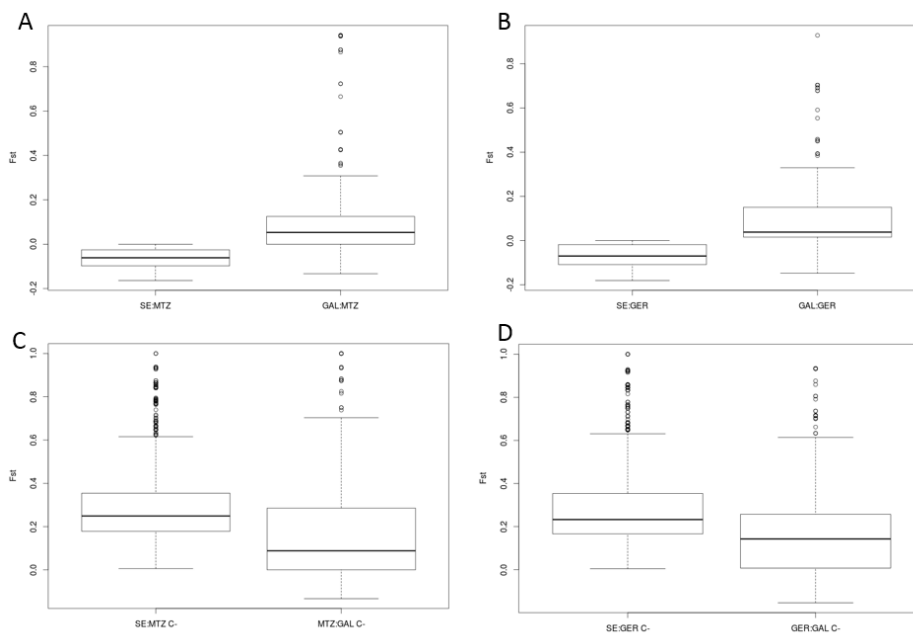 A
B
Fst
0.8
0.6
0.4
0.2
0.0
-0.2
SE:MTZ GAL:MTZ
Fst
0.8
0.6
0.4
0.2
0.0
-0.2
SE:GER GAL:GER
C
D
Fst
1.0
0.8
0.6
0.4
0.2
0.0
SE:MTZ C- MTZ:GAL C-
Fst
1.0
0.8
0.6
0.4
0.2
0.0
SE:GER C- GER:GAL C-